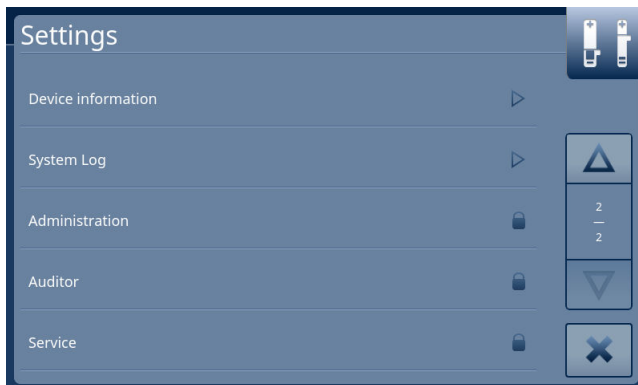 Settings
Device information
System Log
Administration
Auditor
Service
2
2